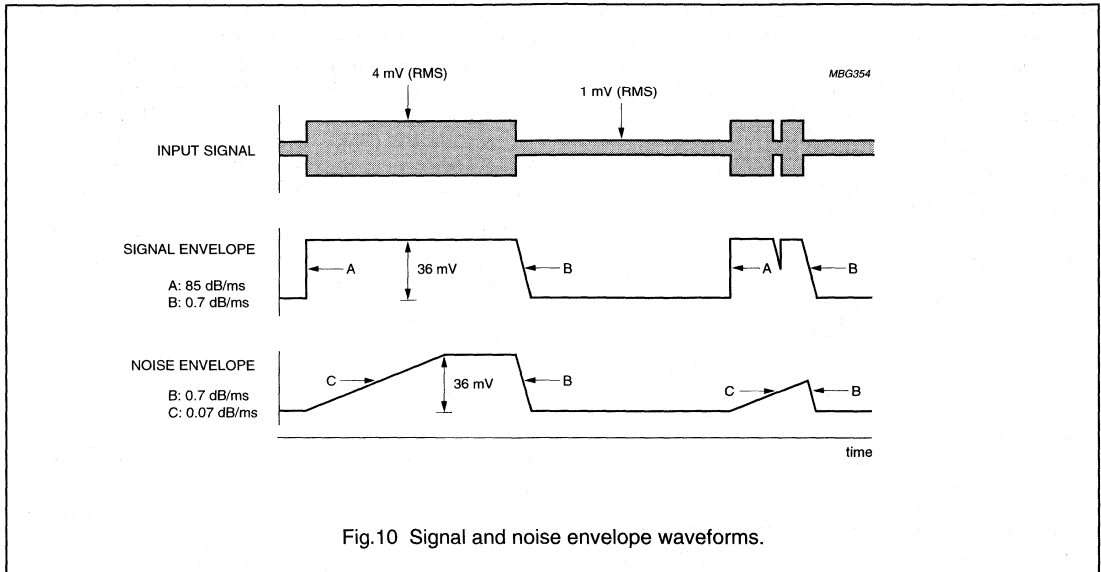 4 mV (RMS)
MBG354
1 mV (RMS)
INPUT SIGNAL
SIGNAL ENVELOPE
A
36 mV
B
A
B
A: 85 dB/ms
B: 0.7 dB/ms
NOISE ENVELOPE
C
36 mV
B
C
B
B: 0.7 dB/ms
C: 0.07 dB/ms
time
Fig.10 Signal and noise envelope waveforms.